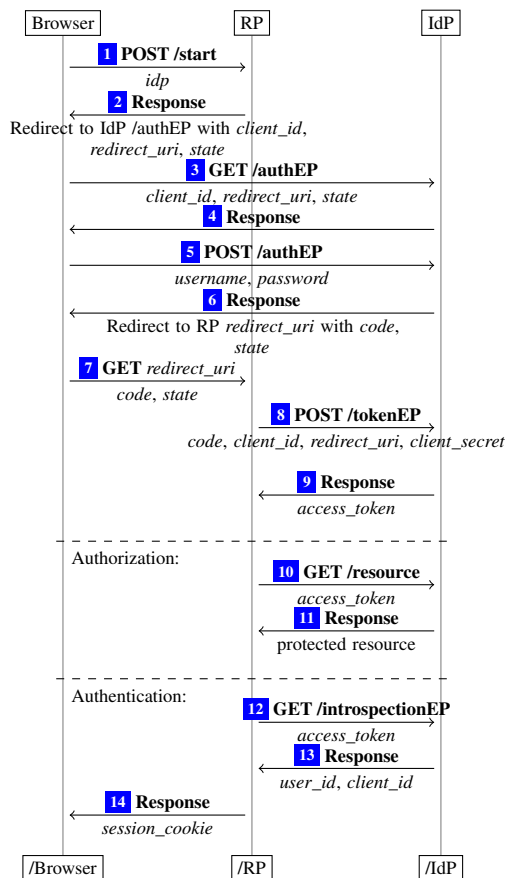 Browser RP IdP
1 POST /start
idp
2 Response
Redirect to IdP /authEP with client_id,
redirect_uri, state
3 GET /authEP
client_id, redirect_uri, state
4 Response
5 POST /authEP
username, password
6 Response
Redirect to RP redirect_uri with code,
state
7 GET redirect_uri
code, state
8 POST /tokenEP
code, client_id, redirect_uri, client_secret
9 Response
access_token
Authorization:
10 GET /resource
access_token
11 Response
protected resource
Authentication:
12 GET /introspectionEP
access_token
13 Response
user_id, client_id
14 Response
session_cookie
/Browser /RP /IdP